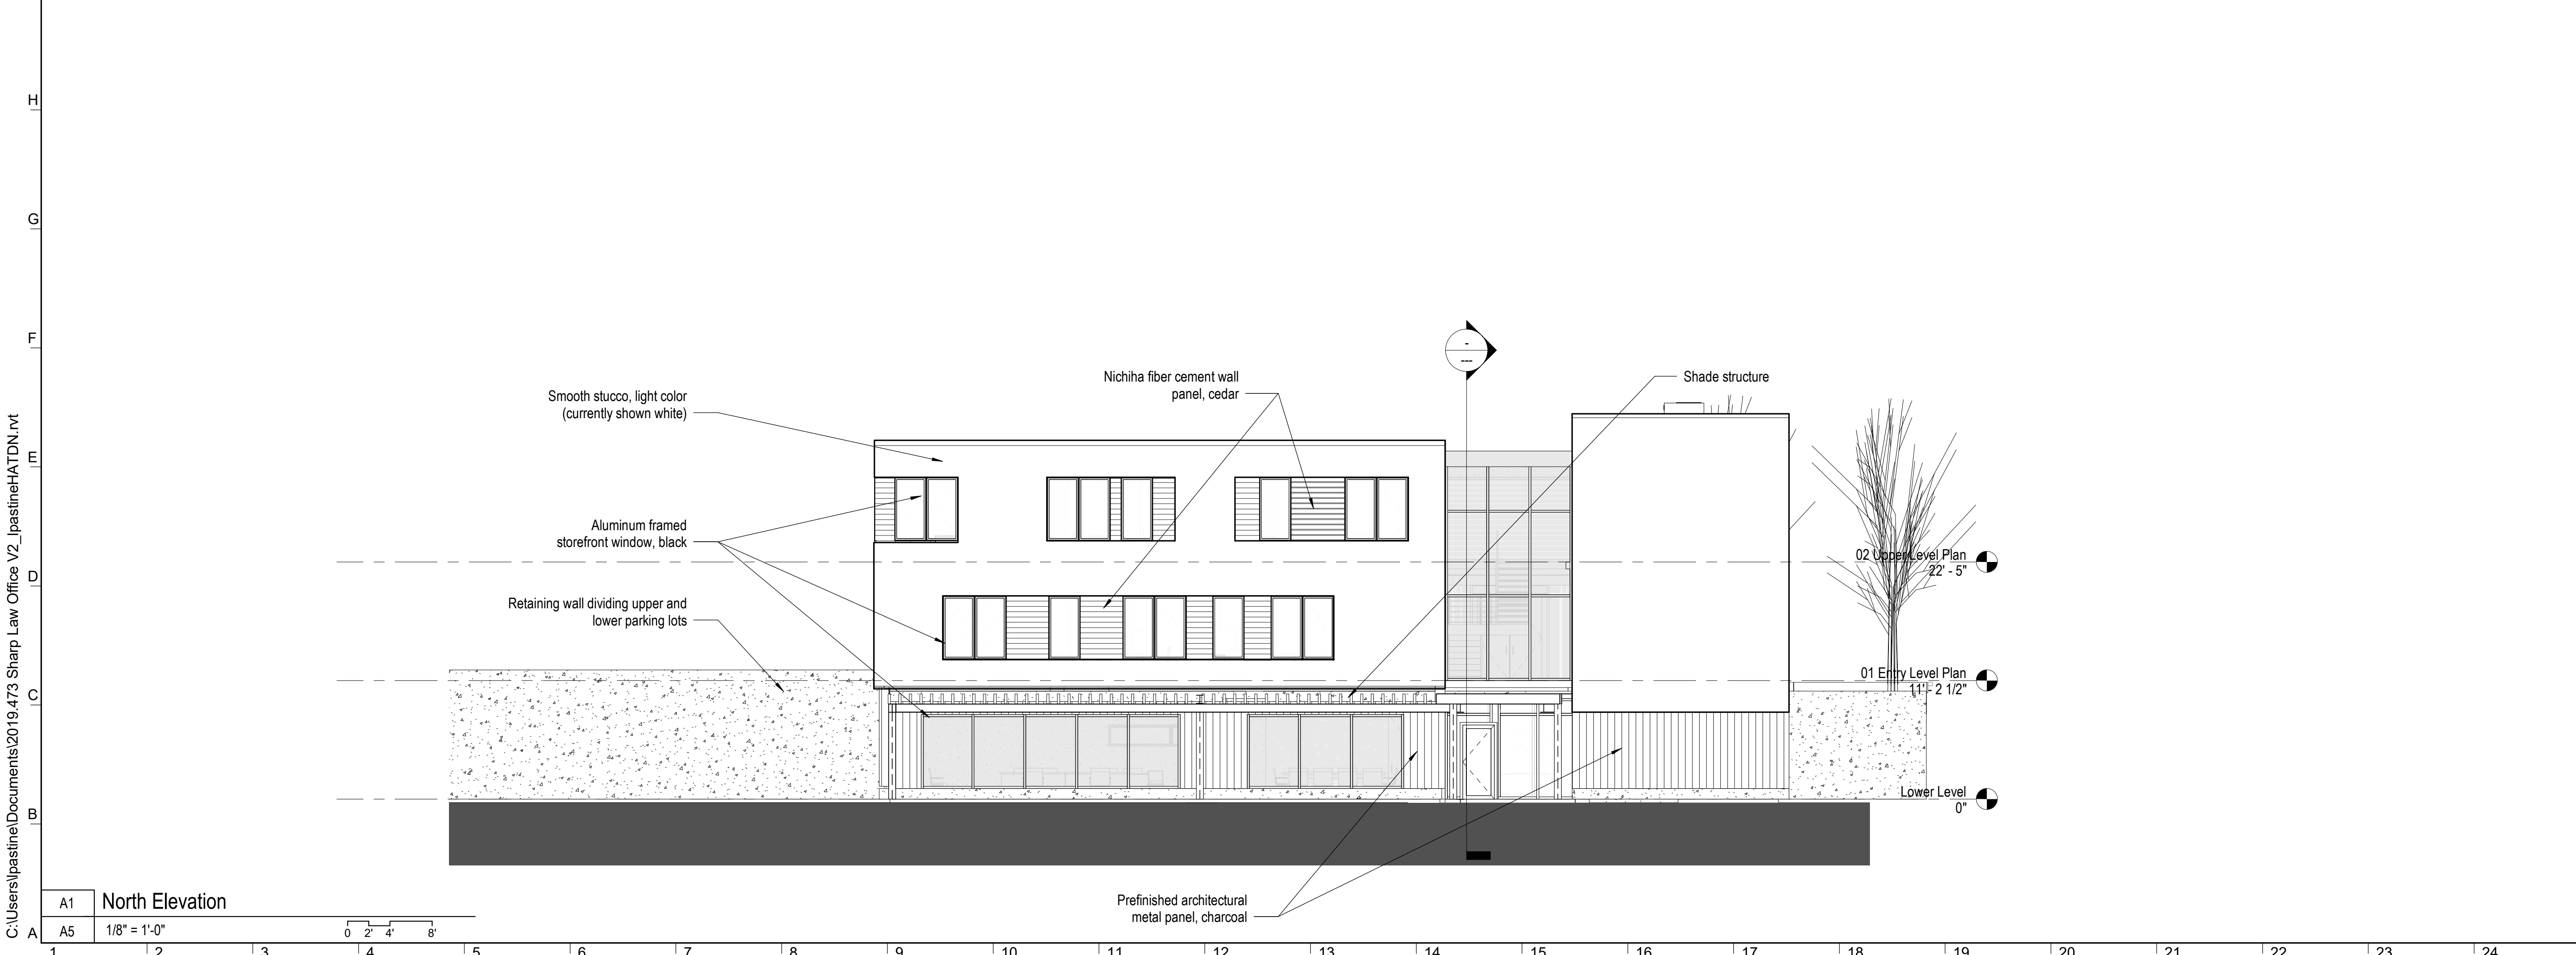 H
G
F
E
D
C
B
A
C:\Users\lpastine\Documents\2019.473 Sharp Law Office V2_lpastineHATDN.rvt
-
---
Nichiha fiber cement wall
panel, cedar
Shade structure
Smooth stucco, light color
(currently shown white)
Aluminum framed
storefront window, black
02 Upper Level Plan
22' - 5"
Retaining wall dividing upper and
lower parking lots
01 Entry Level Plan
11' - 2 1/2"
Lower Level
0"
Prefinished architectural
metal panel, charcoal
A1
North Elevation
A5
1/8" = 1'-0"
0 2' 4' 8'
1 2 3 4 5 6 7 8 9 10 11 12 13 14 15 16 17 18 19 20 21 22 23 24